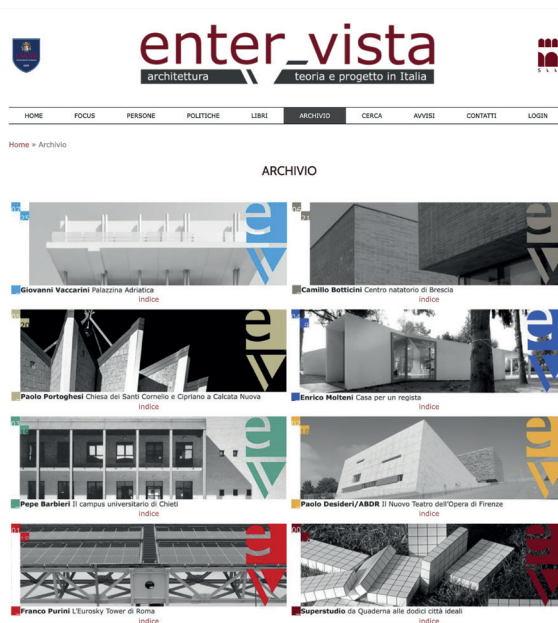 enter_vista
architettura // teoria e progetto in Italia
HOME FOCUS PERSONE POLITICHE LIBRI ARCHIVIO CERCA AVVISI CONTATTI LOGIN
Home » Archivio
ARCHIVIO
Giovanni Vaccarini Palazzina Adriatica
indice
Camillo Botticini Centro natatorio di Brescia
indice
Paolo Portoghesi Chiesa dei Santi Cornelio e Cipriano a Calcata Nuova
indice
Enrico Molteni Casa per un regista
indice
Pepe Barbieri Il campus universitario di Chieti
indice
Paolo Desideri/ABDR Il Nuovo Teatro dell'Opera di Firenze
indice
Franco Purini L'Eurosky Tower di Roma
indice
Superstudio da Quaderna alle dodici città ideali
indice